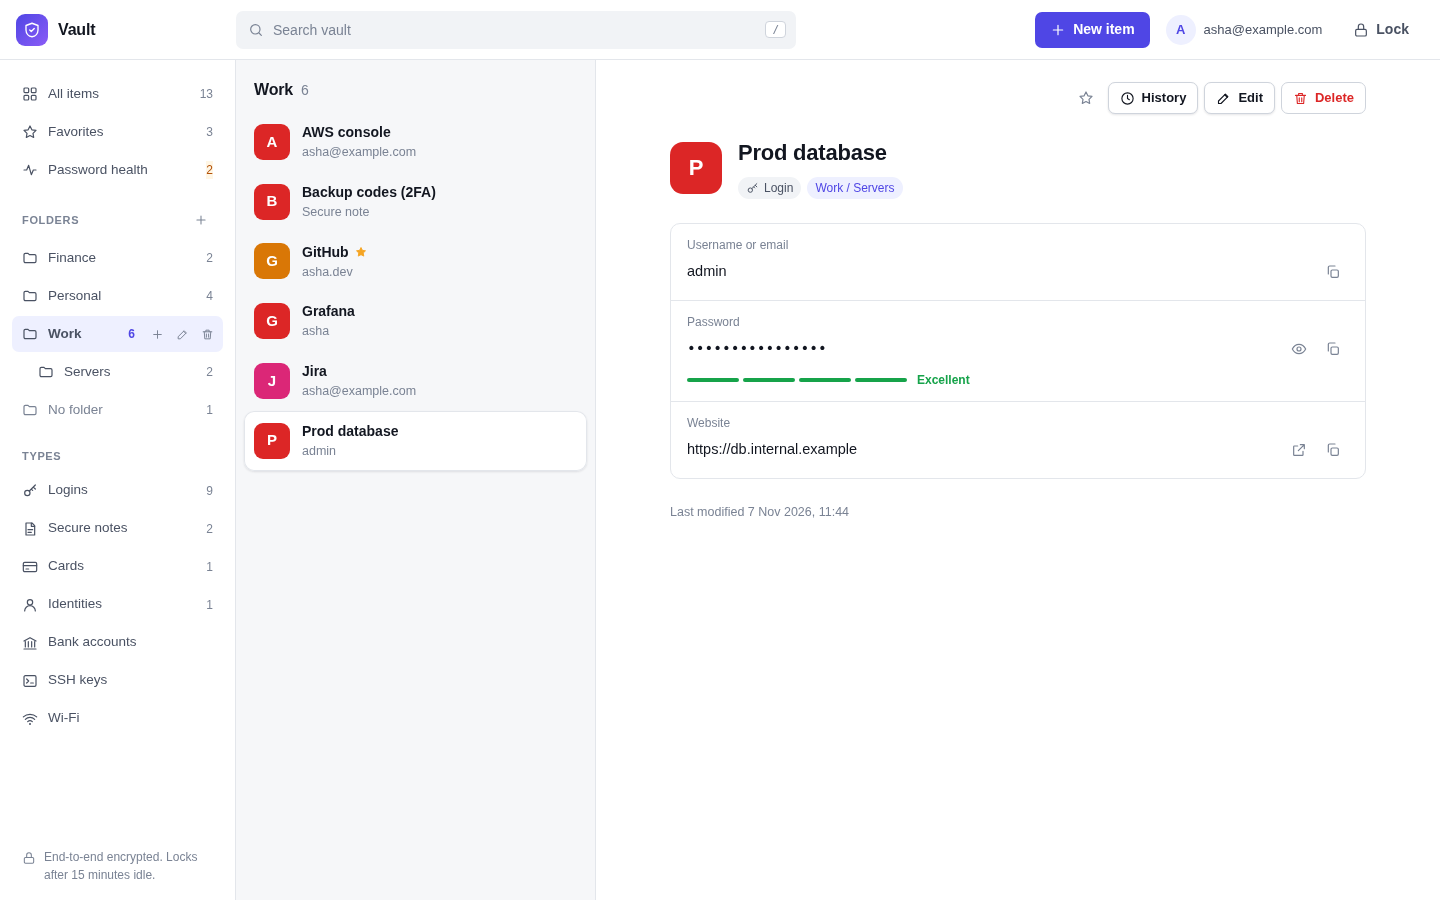 Vault
Search vault
/
New item
A
asha@example.com
Lock
All items 13
Favorites 3
Password health 2
FOLDERS
Finance 2
Personal 4
Work 6
Servers 2
No folder 1
TYPES
Logins 9
Secure notes 2
Cards 1
Identities 1
Bank accounts
SSH keys
Wi-Fi
End-to-end encrypted. Locks
after 15 minutes idle.
Work 6
A
AWS console
asha@example.com
B
Backup codes (2FA)
Secure note
G
GitHub
asha.dev
G
Grafana
asha
J
Jira
asha@example.com
P
Prod database
admin
History
Edit
Delete
P
Prod database
Login
Work / Servers
Username or email
admin
Password
••••••••••••••••
Excellent
Website
https://db.internal.example
Last modified 7 Nov 2026, 11:44